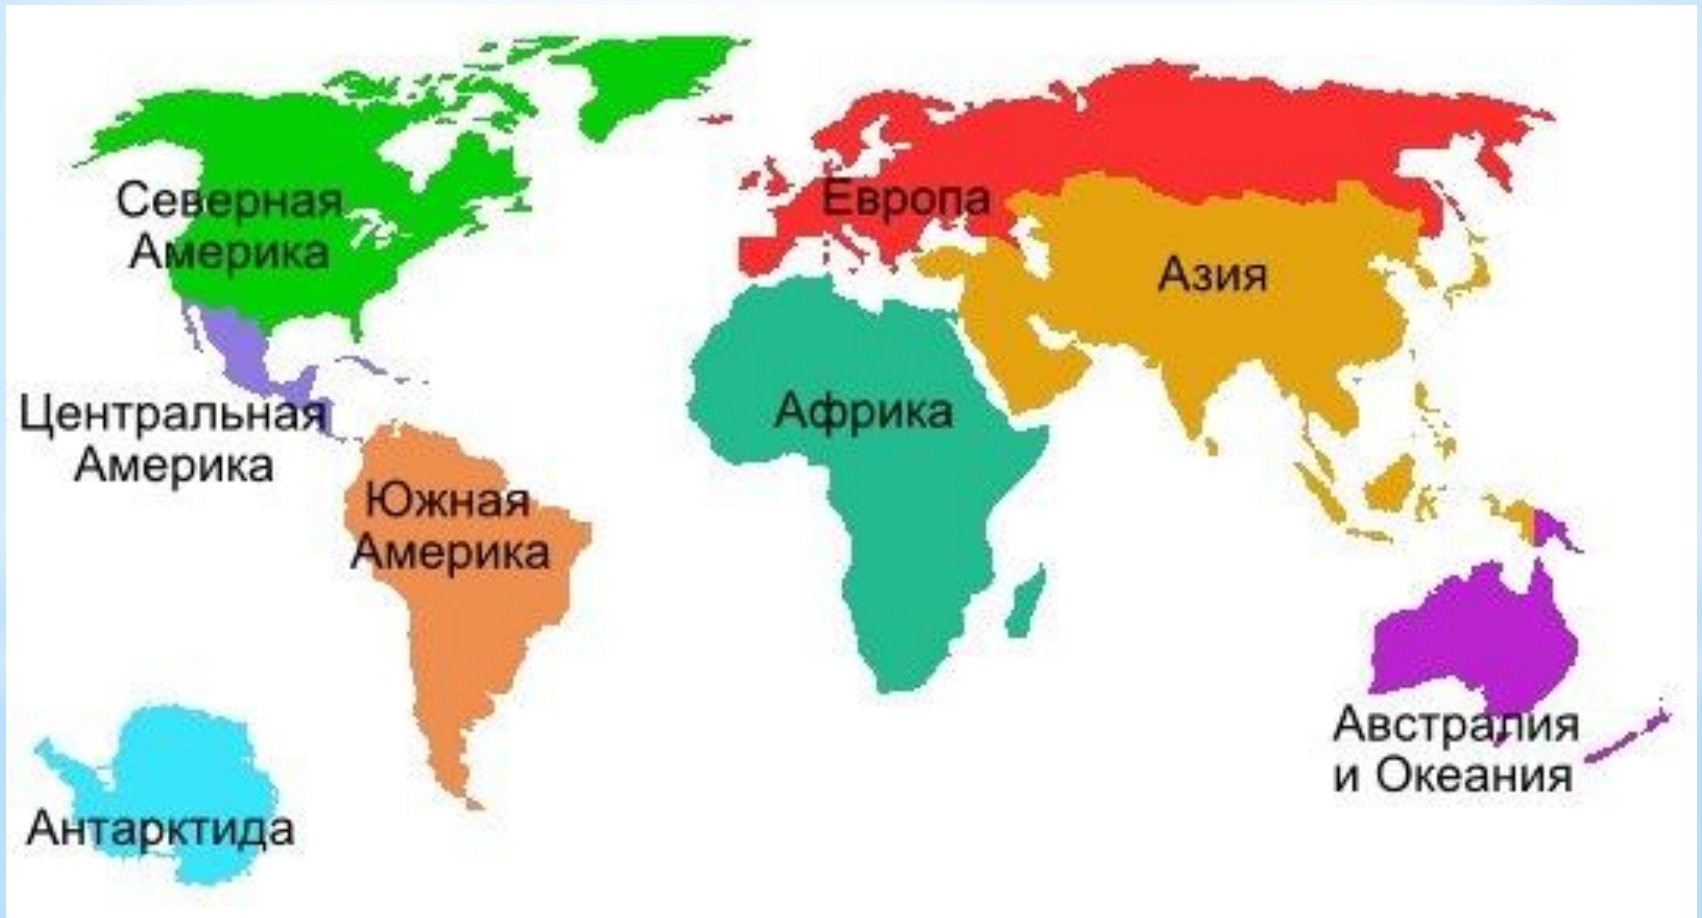 Северная
Америка
Европа
Азия
Центральная
Америка
Африка
Южная
Америка
Австралия
и Океания
Антарктида